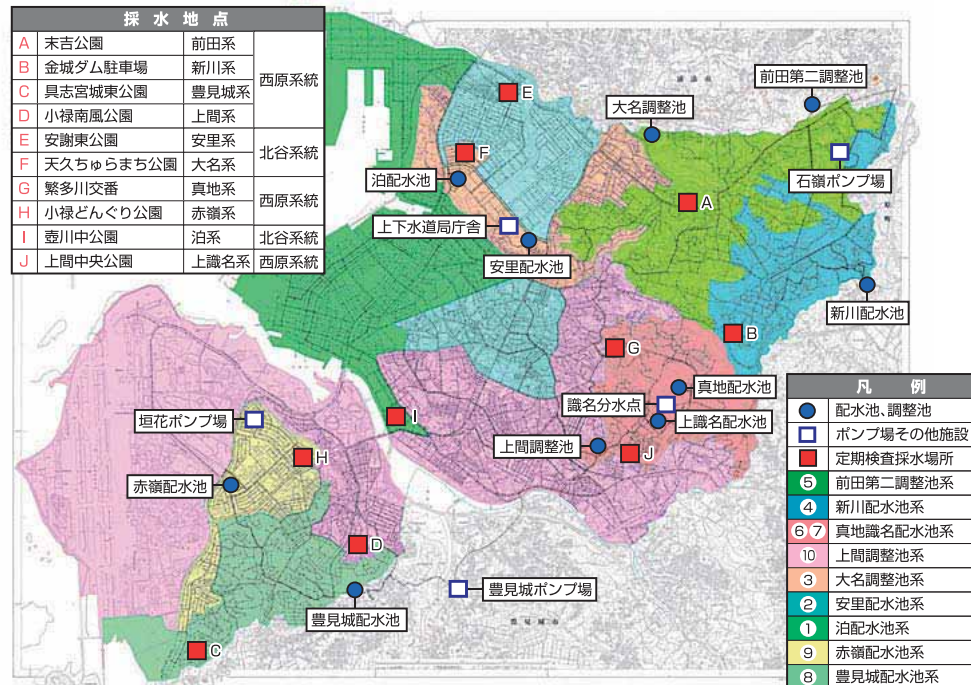 採水地点
A 末吉公園 前田系
B 金城ダム駐車場 新川系
C 具志宮城東公園 豊見城系
D 小禄南風公園 上間系
西原系統
E 安謝東公園 安里系
F 天久ちゅらまち公園 大名系
北谷系統
G 繁多川交番 真地系
H 小禄どんぐり公園 赤嶺系
西原系統
I 壺川中公園 泊系 北谷系統
J 上間中央公園 上識名系 西原系統
前田第二調整池
大名調整池
E
F
泊配水池
石嶺ポンプ場
A
上下水道局庁舎
安里配水池
新川配水池
B
G
真地配水池
識名分水点
上識名配水池
I
垣花ポンプ場
上間調整池
J
H
赤嶺配水池
D
豊見城ポンプ場
豊見城配水池
豊見城市
C
凡例
配水池、調整池
ポンプ場その他施設
定期検査採水場所
5 前田第二調整池系
4 新川配水池系
6 7 真地識名配水池系
10 上間調整池系
3 大名調整池系
2 安里配水池系
1 泊配水池系
9 赤嶺配水池系
8 豊見城配水池系